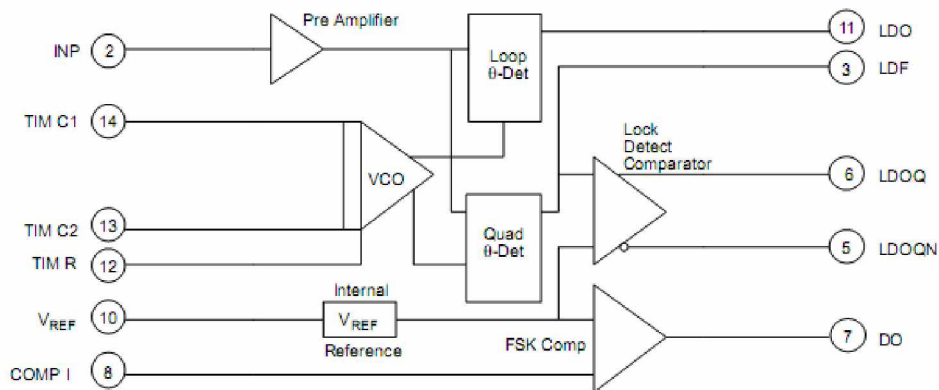 Pre Amplifier
INP 2
Loop
θ-Det
11 LDO
3 LDF
TIM C1 14
VCO
Lock
Detect
Comparator
6 LDOQ
TIM C2 13
TIM R 12
Quad
θ-Det
5 LDOQN
Internal
VREF 10
VREF
Reference
FSK Comp
7 DO
COMP I 8